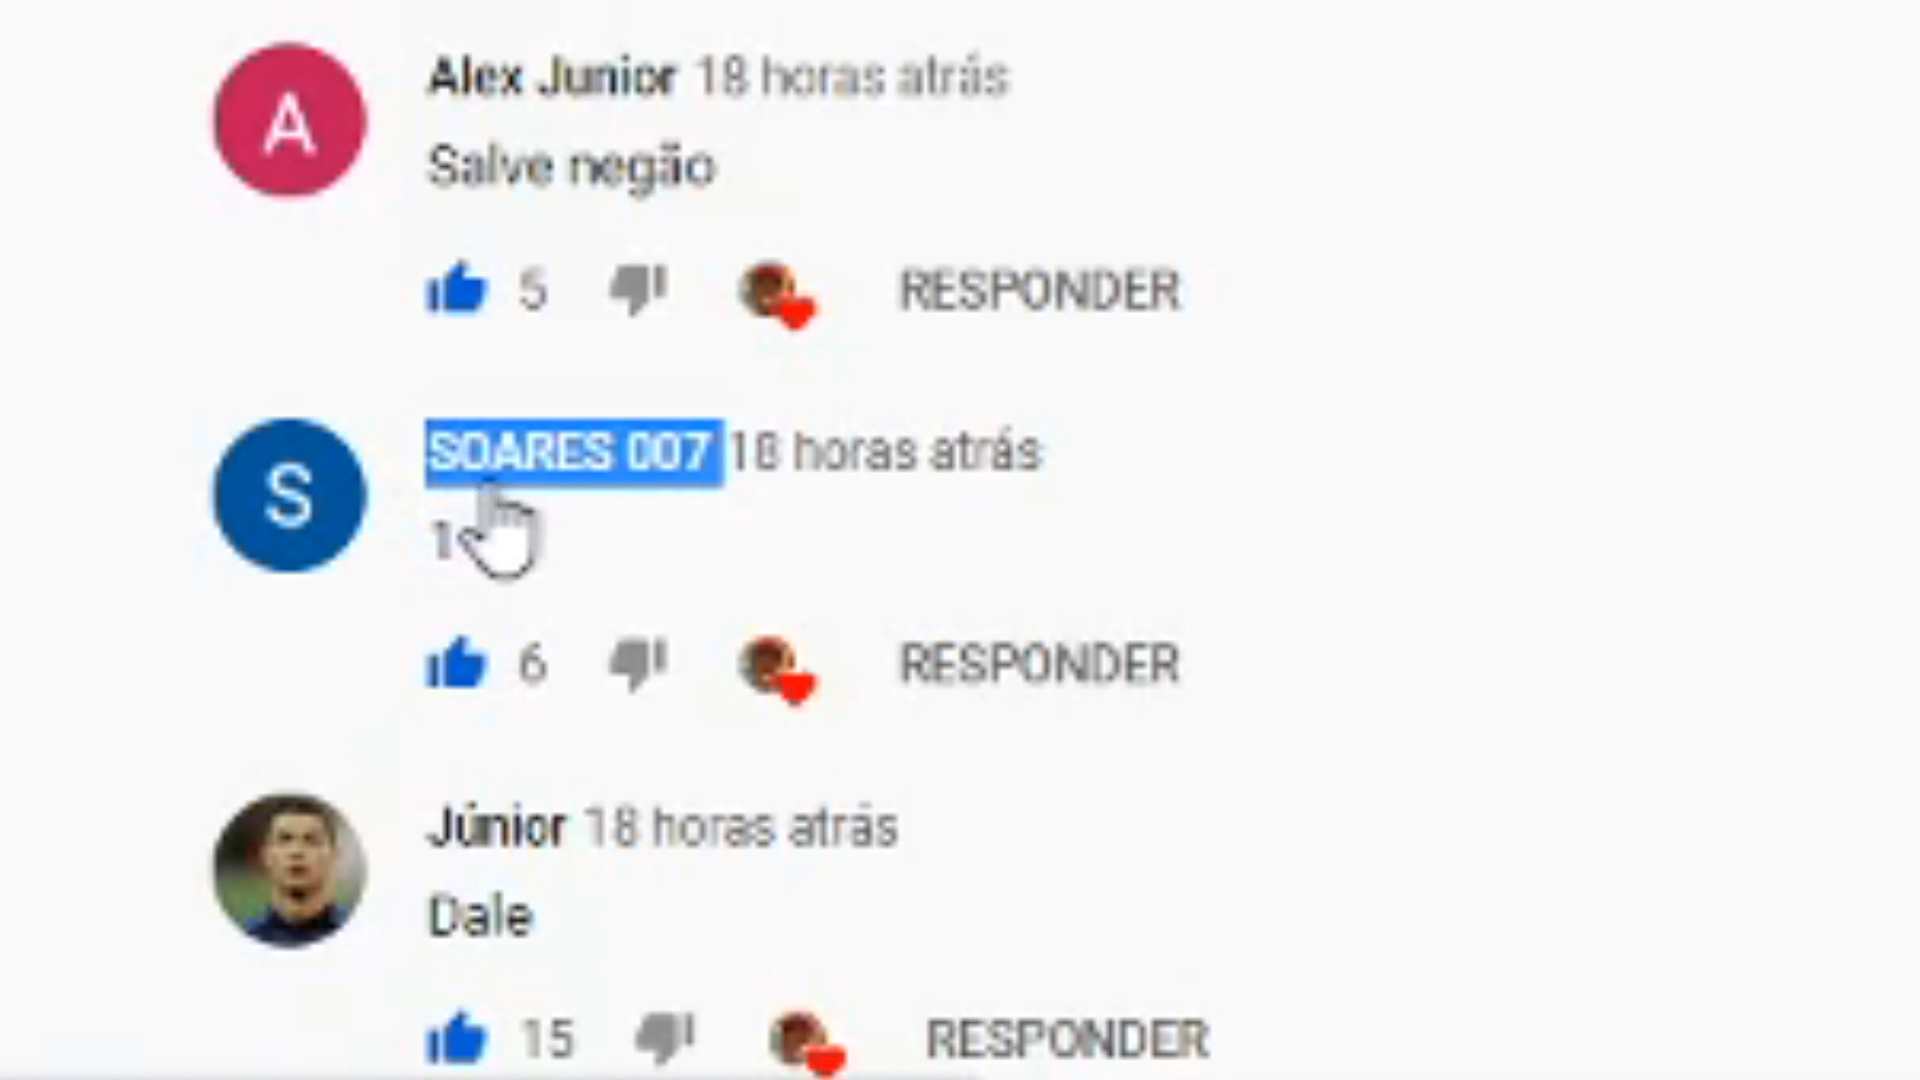 A
Alex Junior 18 horas atrás
Salve negão
5 RESPONDER
S
SOARES 007 18 horas atrás
6 RESPONDER
Júnior 18 horas atrás
Dale
15 RESPONDER